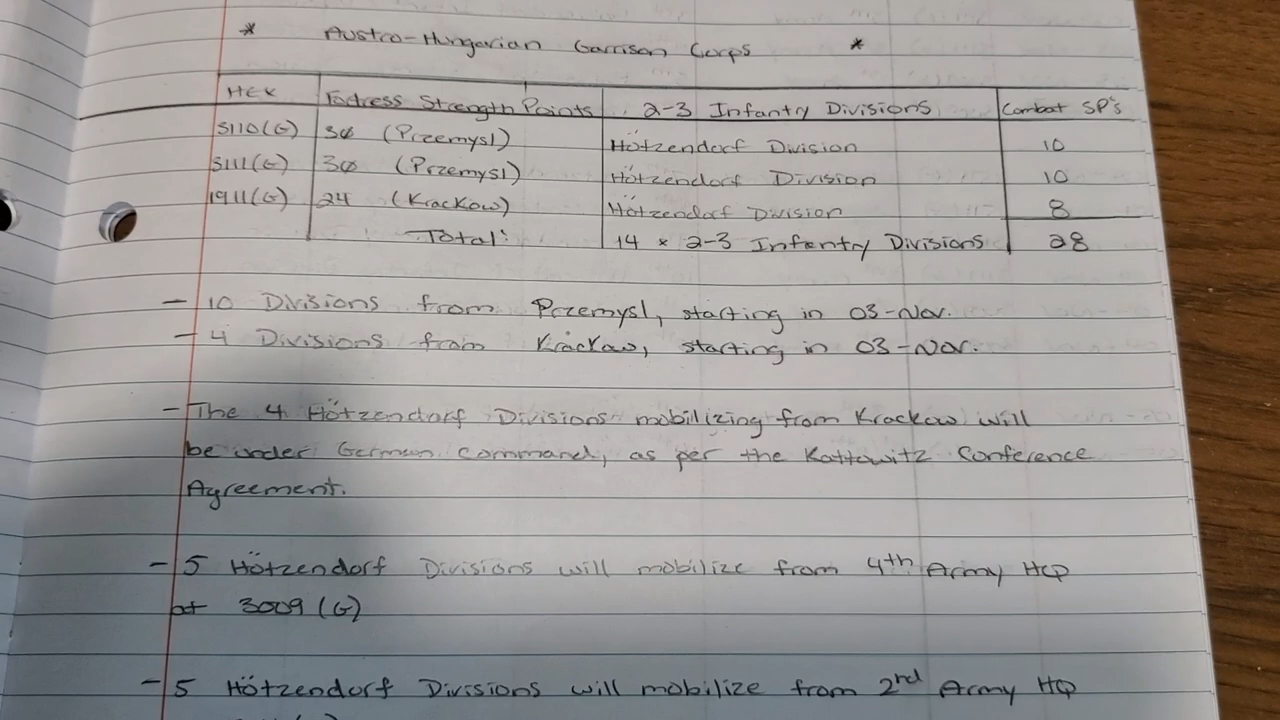 * Austro-Hungarian Garrison Corps *
HEX Fortress Strength Points 2-3 Infantry Divisions Combat SP's
3110(G) 30 (Przemysl) Hötzendorf Division 10
3111(G) 30 (Przemysl) Hötzendorf Division 10
1911(G) 24 (Krackow) Hötzendorf Division 8
Total: 14 x 2-3 Infantry Divisions 28
- 10 Divisions from Przemysl, starting in 03-Nov.
- 4 Divisions from Krackow, starting in 03-Nov.
- The 4 Hötzendorf Divisions mobilizing from Krackow will
be under German command, as per the Kattowitz Conference
Agreement.
- 5 Hötzendorf Divisions will mobilize from 4th Army HQ
at 3009 (G)
- 5 Hötzendorf Divisions will mobilize from 2nd Army HQ